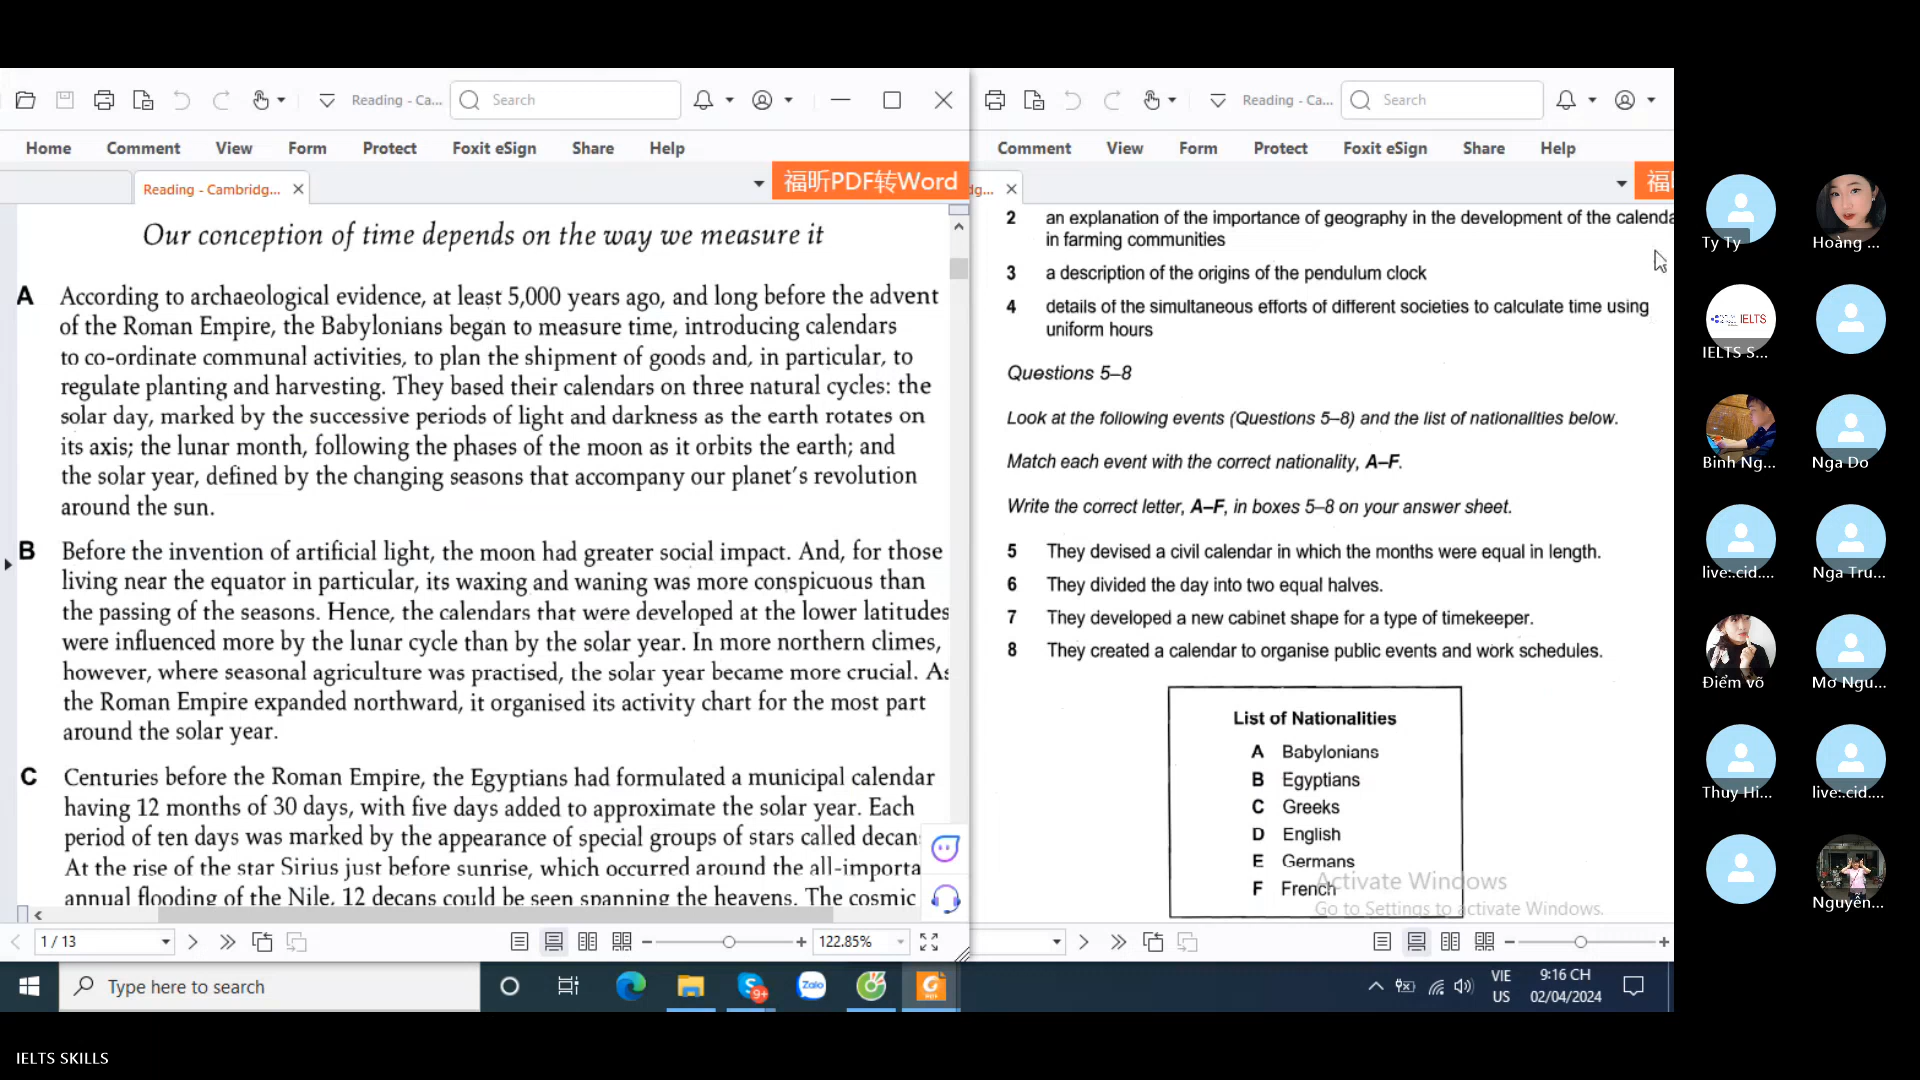 Reading - Ca...
Search
Reading - Ca...
Search
Home Comment View Form Protect Foxit eSign Share Help
Comment View Form Protect Foxit eSign Share Help
Reading - Cambridg...
福昕PDF转Word
dg...
福
Our conception of time depends on the way we measure it
A According to archaeological evidence, at least 5,000 years ago, and long before the advent
of the Roman Empire, the Babylonians began to measure time, introducing calendars
to co-ordinate communal activities, to plan the shipment of goods and, in particular, to
regulate planting and harvesting. They based their calendars on three natural cycles: the
solar day, marked by the successive periods of light and darkness as the earth rotates on
its axis; the lunar month, following the phases of the moon as it orbits the earth; and
the solar year, defined by the changing seasons that accompany our planet's revolution
around the sun.
B Before the invention of artificial light, the moon had greater social impact. And, for those
living near the equator in particular, its waxing and waning was more conspicuous than
the passing of the seasons. Hence, the calendars that were developed at the lower latitudes
were influenced more by the lunar cycle than by the solar year. In more northern climes,
however, where seasonal agriculture was practised, the solar year became more crucial. As
the Roman Empire expanded northward, it organised its activity chart for the most part
around the solar year.
C Centuries before the Roman Empire, the Egyptians had formulated a municipal calendar
having 12 months of 30 days, with five days added to approximate the solar year. Each
period of ten days was marked by the appearance of special groups of stars called decan
At the rise of the star Sirius just before sunrise, which occurred around the all-importa
annual flooding of the Nile, 12 decans could be seen spanning the heavens. The cosmic
2 an explanation of the importance of geography in the development of the calenda
in farming communities
3 a description of the origins of the pendulum clock
4 details of the simultaneous efforts of different societies to calculate time using
uniform hours
Questions 5–8
Look at the following events (Questions 5–8) and the list of nationalities below.
Match each event with the correct nationality, A–F.
Write the correct letter, A–F, in boxes 5–8 on your answer sheet.
5 They devised a civil calendar in which the months were equal in length.
6 They divided the day into two equal halves.
7 They developed a new cabinet shape for a type of timekeeper.
8 They created a calendar to organise public events and work schedules.
List of Nationalities
A Babylonians
B Egyptians
C Greeks
D English
E Germans
F French
Activate Windows
Go to Settings to activate Windows.
1 / 13
122.85%
Type here to search
9+
Zalo
VIE
US
9:16 CH
02/04/2024
Ty Ty
Hoàng ...
IELTS
IELTS S...
Binh Ng...
Nga Do
live:.cid....
Nga Tru...
Điểm võ
Mơ Ngu...
Thuy Hi...
live:.cid....
Nguyễn...
IELTS SKILLS